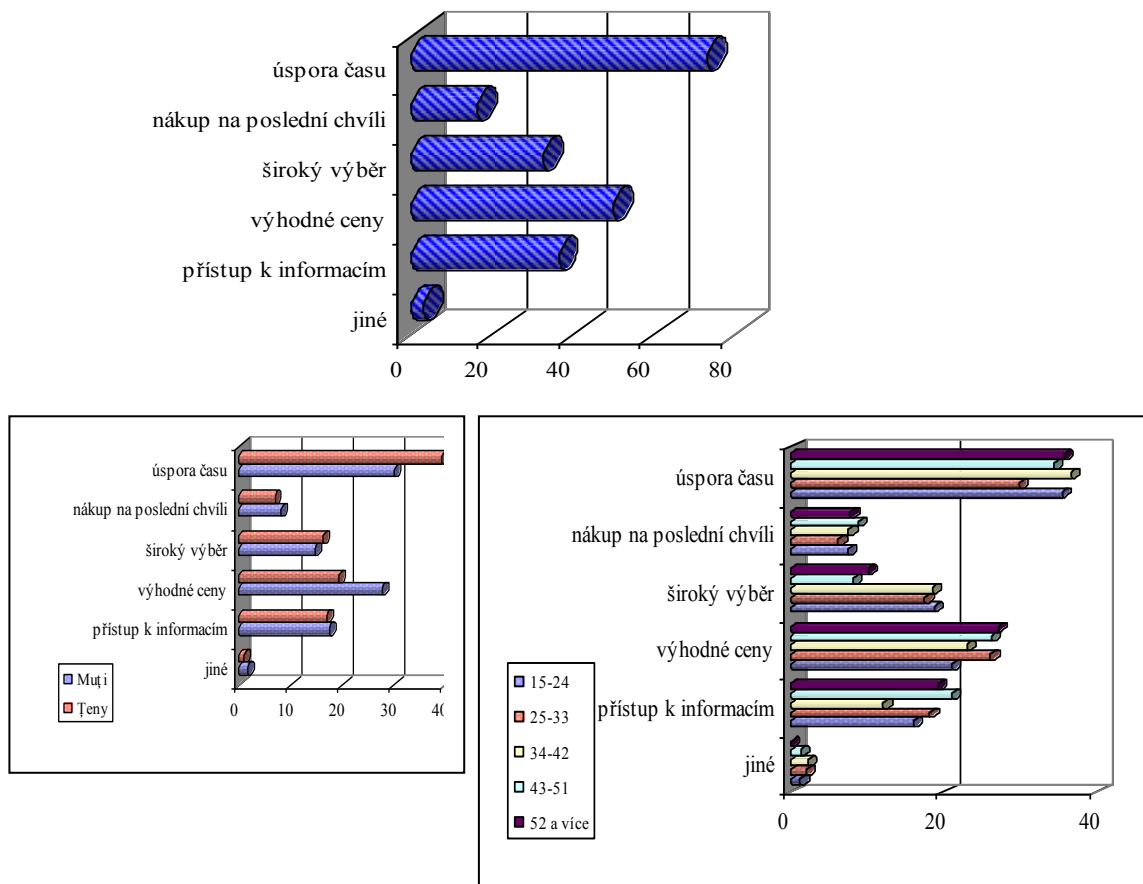 úspora času
nákup na poslední chvíli
široký výběr
výhodné ceny
přístup k informacím
jiné
0 20 40 60 80
úspora času
nákup na poslední chvíli
široký výběr
výhodné ceny
přístup k informacím
jiné
Muţi
Ţeny
0 10 20 30 40
úspora času
nákup na poslední chvíli
široký výběr
výhodné ceny
přístup k informacím
jiné
15-24
25-33
34-42
43-51
52 a více
0 20 40